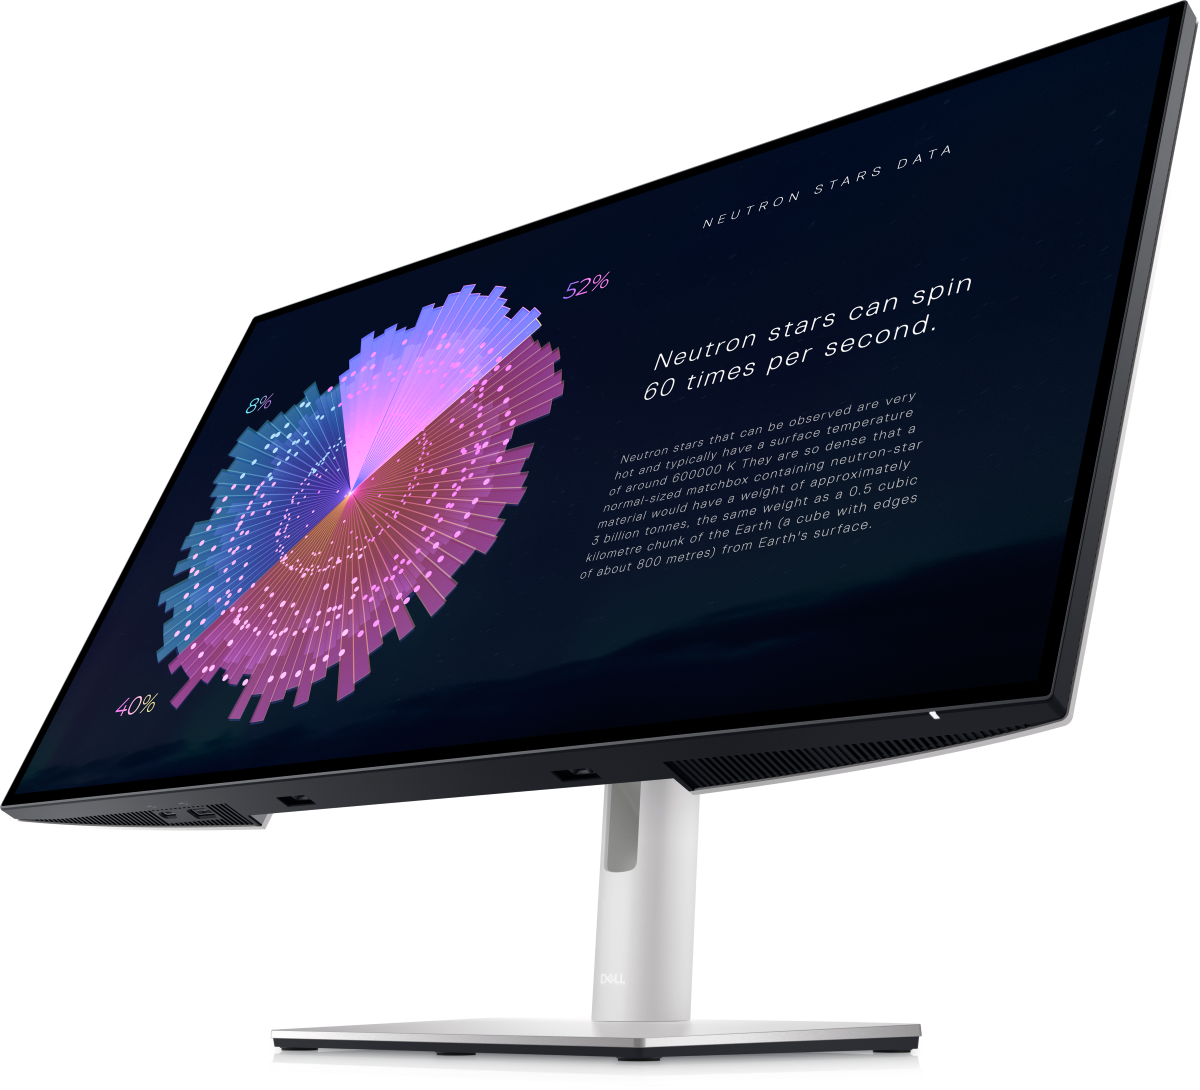 NEUTRON STARS DATA
52%
Neutron stars can spin
60 times per second.
8%
Neutron stars that can be observed are very
hot and typically have a surface temperature
of around 600000 K They are so dense that a
normal-sized matchbox containing neutron-star
material would have a weight of approximately
3 billion tonnes, the same weight as a 0.5 cubic
kilometre chunk of the Earth (a cube with edges
of about 800 metres) from Earth's surface.
40%
DELL